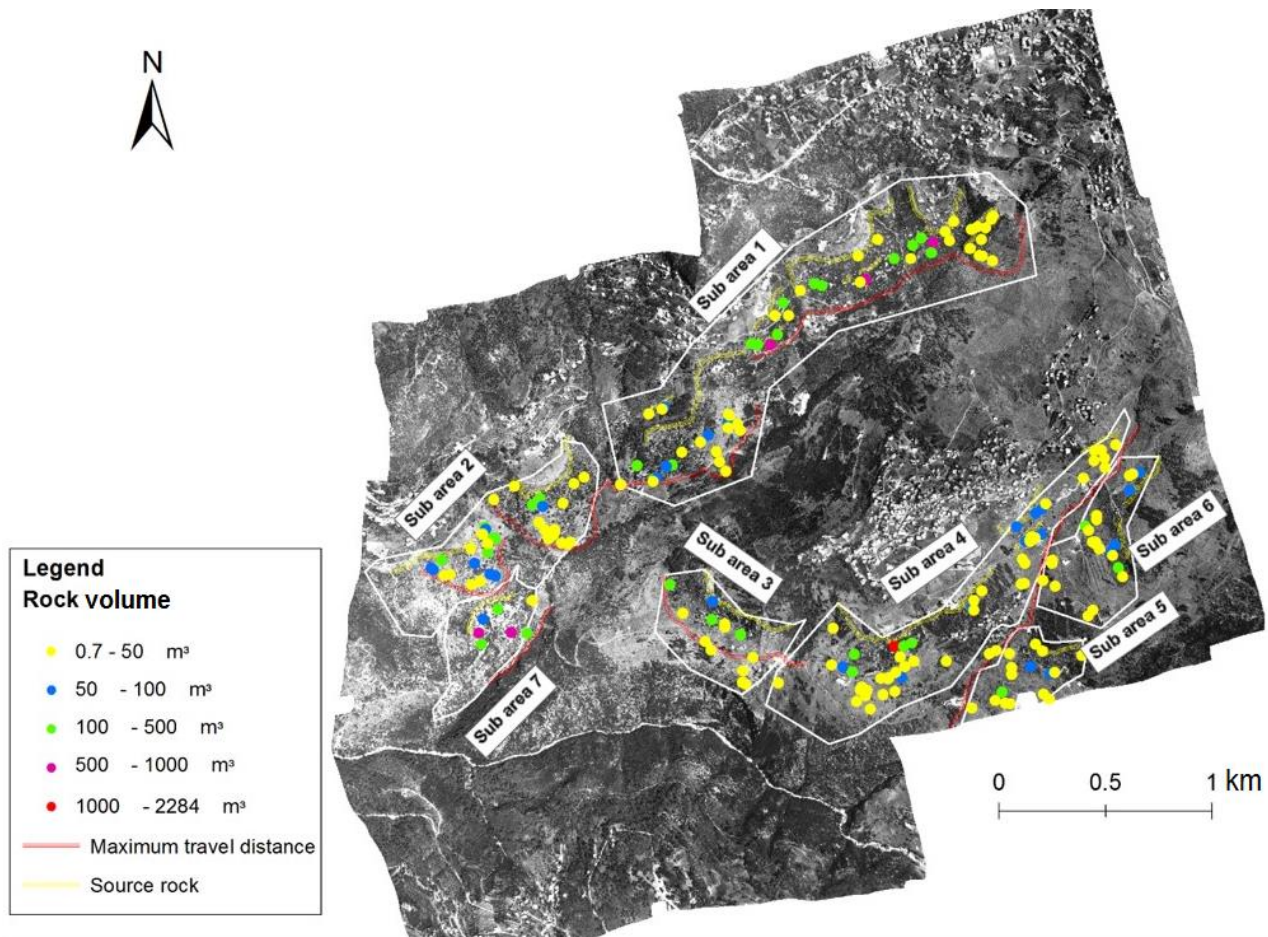 N
Sub area 1
Sub area 2
Sub area 3
Sub area 4
Sub area 6
Sub area 5
Sub area 7
Legend
Rock volume
0.7 - 50 m³
50 - 100 m³
100 - 500 m³
500 - 1000 m³
1000 - 2284 m³
Maximum travel distance
Source rock
0 0.5 1 km